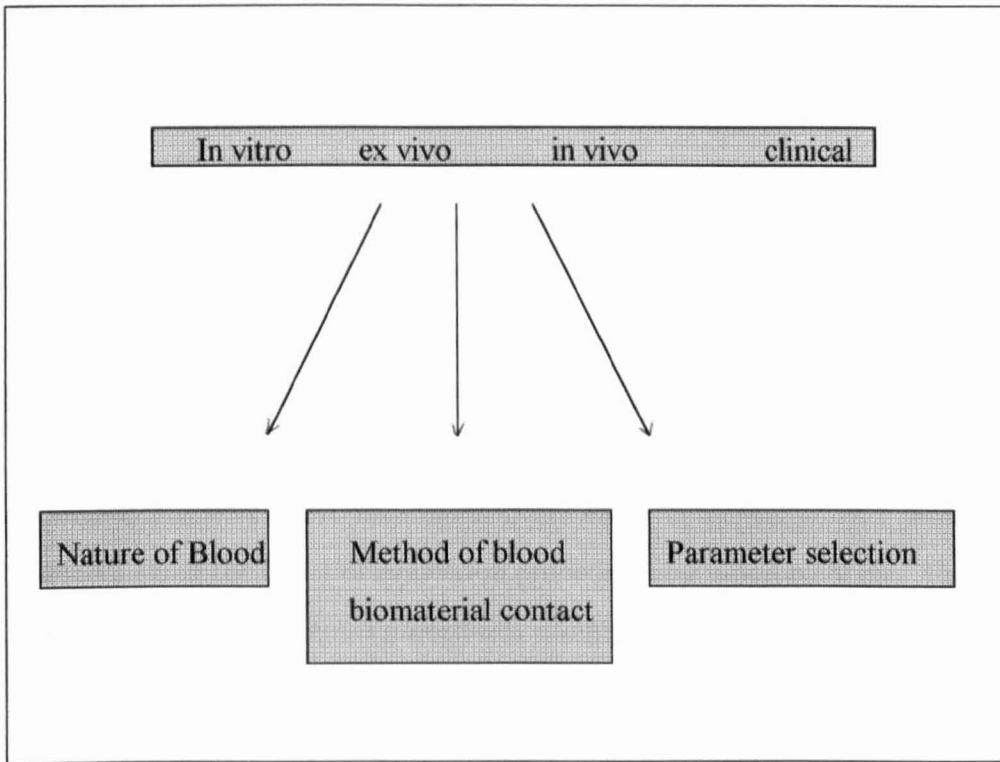 In vitro ex vivo in vivo clinical
Nature of Blood
Method of blood
biomaterial contact
Parameter selection